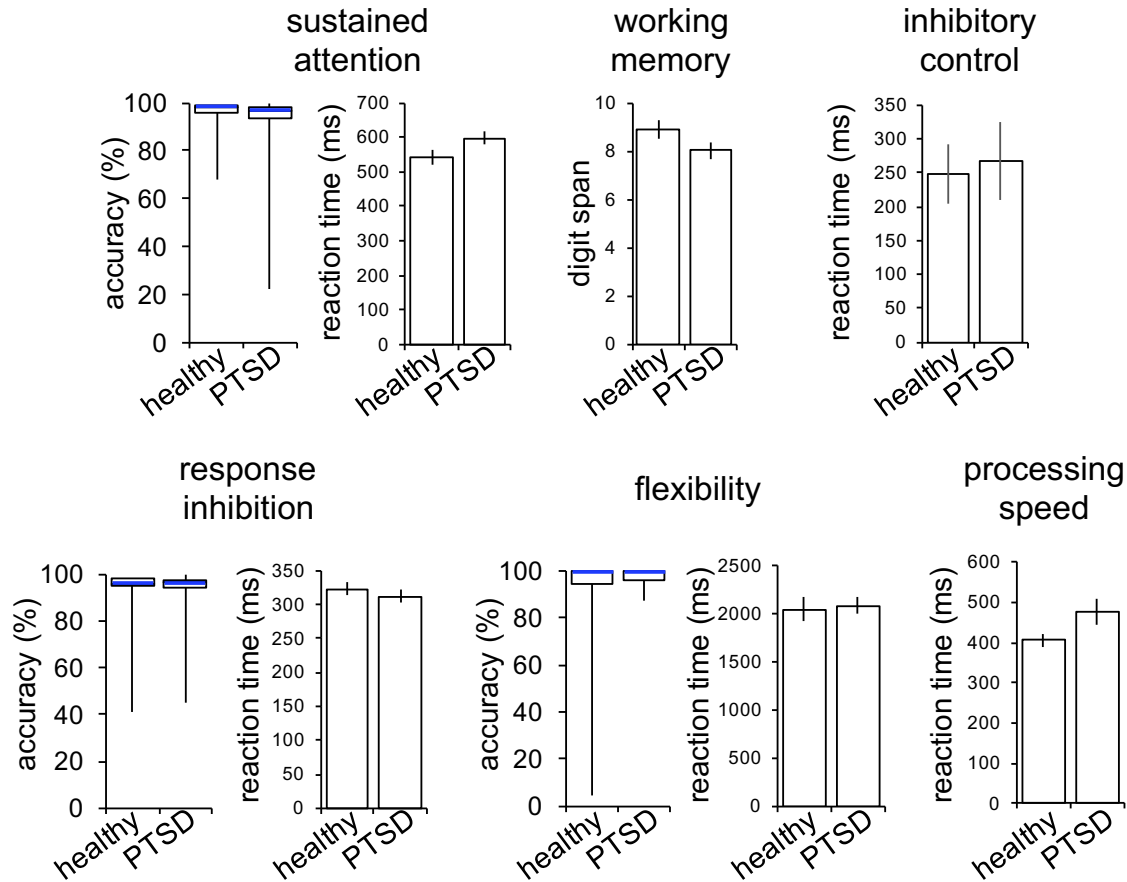 sustained
attention
working
memory
inhibitory
control
accuracy (%)
100
80
60
40
20
0
healthy
PTSD
reaction time (ms)
700
600
500
400
300
200
100
0
healthy
PTSD
digit span
10
8
6
4
2
0
healthy
PTSD
reaction time (ms)
350
300
250
200
150
100
50
0
healthy
PTSD
response
inhibition
flexibility
processing
speed
accuracy (%)
100
80
60
40
20
0
healthy
PTSD
reaction time (ms)
350
300
250
200
150
100
50
0
healthy
PTSD
accuracy (%)
100
80
60
40
20
0
healthy
PTSD
reaction time (ms)
2500
2000
1500
1000
500
0
healthy
PTSD
reaction time (ms)
600
500
400
300
200
100
0
healthy
PTSD